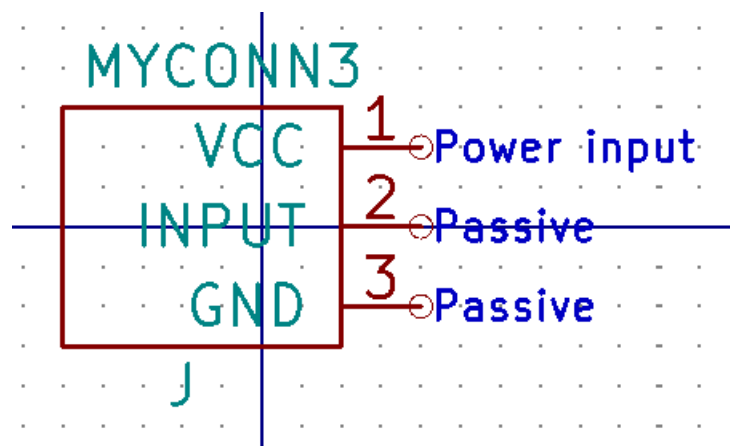 MYCONN3
VCC 1 Power input
INPUT 2 Passive
GND 3 Passive
J